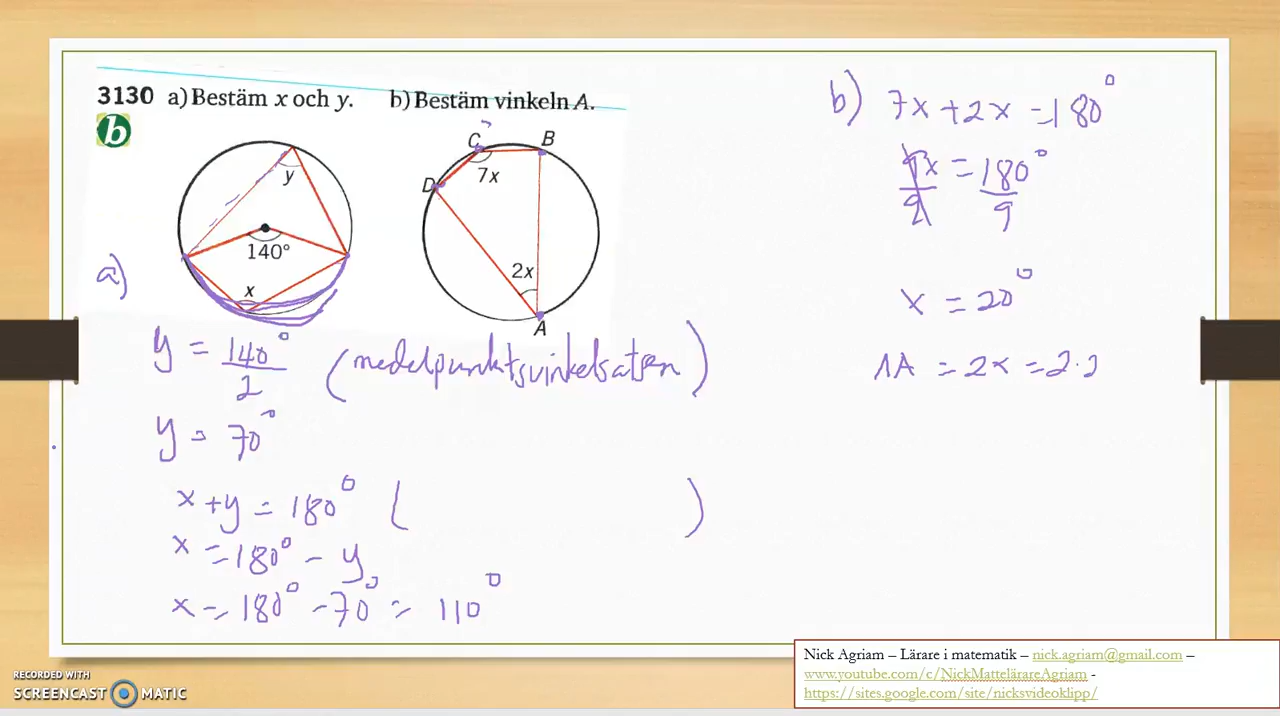 3130 a) Bestäm x och y. b) Bestäm vinkeln A.
b
y
140°
x
C
B
D
7x
2x
A
a)
y = 140° / 2 (medelpunktsvinkelsatsen)
y = 70°
x + y = 180° ( )
x = 180° - y
x = 180° - 70° = 110°
b) 7x + 2x = 180°
9x / 9 = 180° / 9
x = 20°
ΛA = 2x = 2·2
RECORDED WITH
SCREENCAST MATIC
Nick Agriam – Lärare i matematik – nick.agriam@gmail.com –
www.youtube.com/c/NickMattelärareAgriam -
https://sites.google.com/site/nicksvideoklipp/